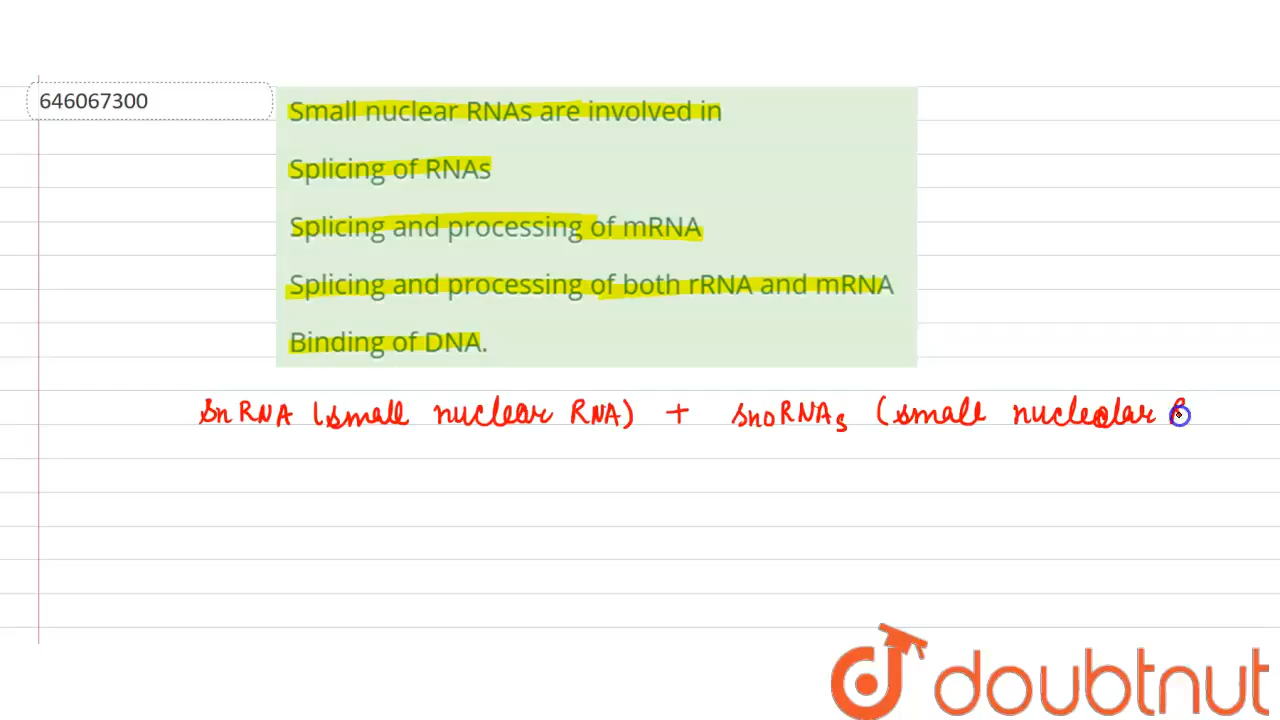 646067300
Small nuclear RNAs are involved in
Splicing of RNAs
Splicing and processing of mRNA
Splicing and processing of both rRNA and mRNA
Binding of DNA.
SnRNA (small nuclear RNA) + snoRNAs (small nucleolar R
doubtnut